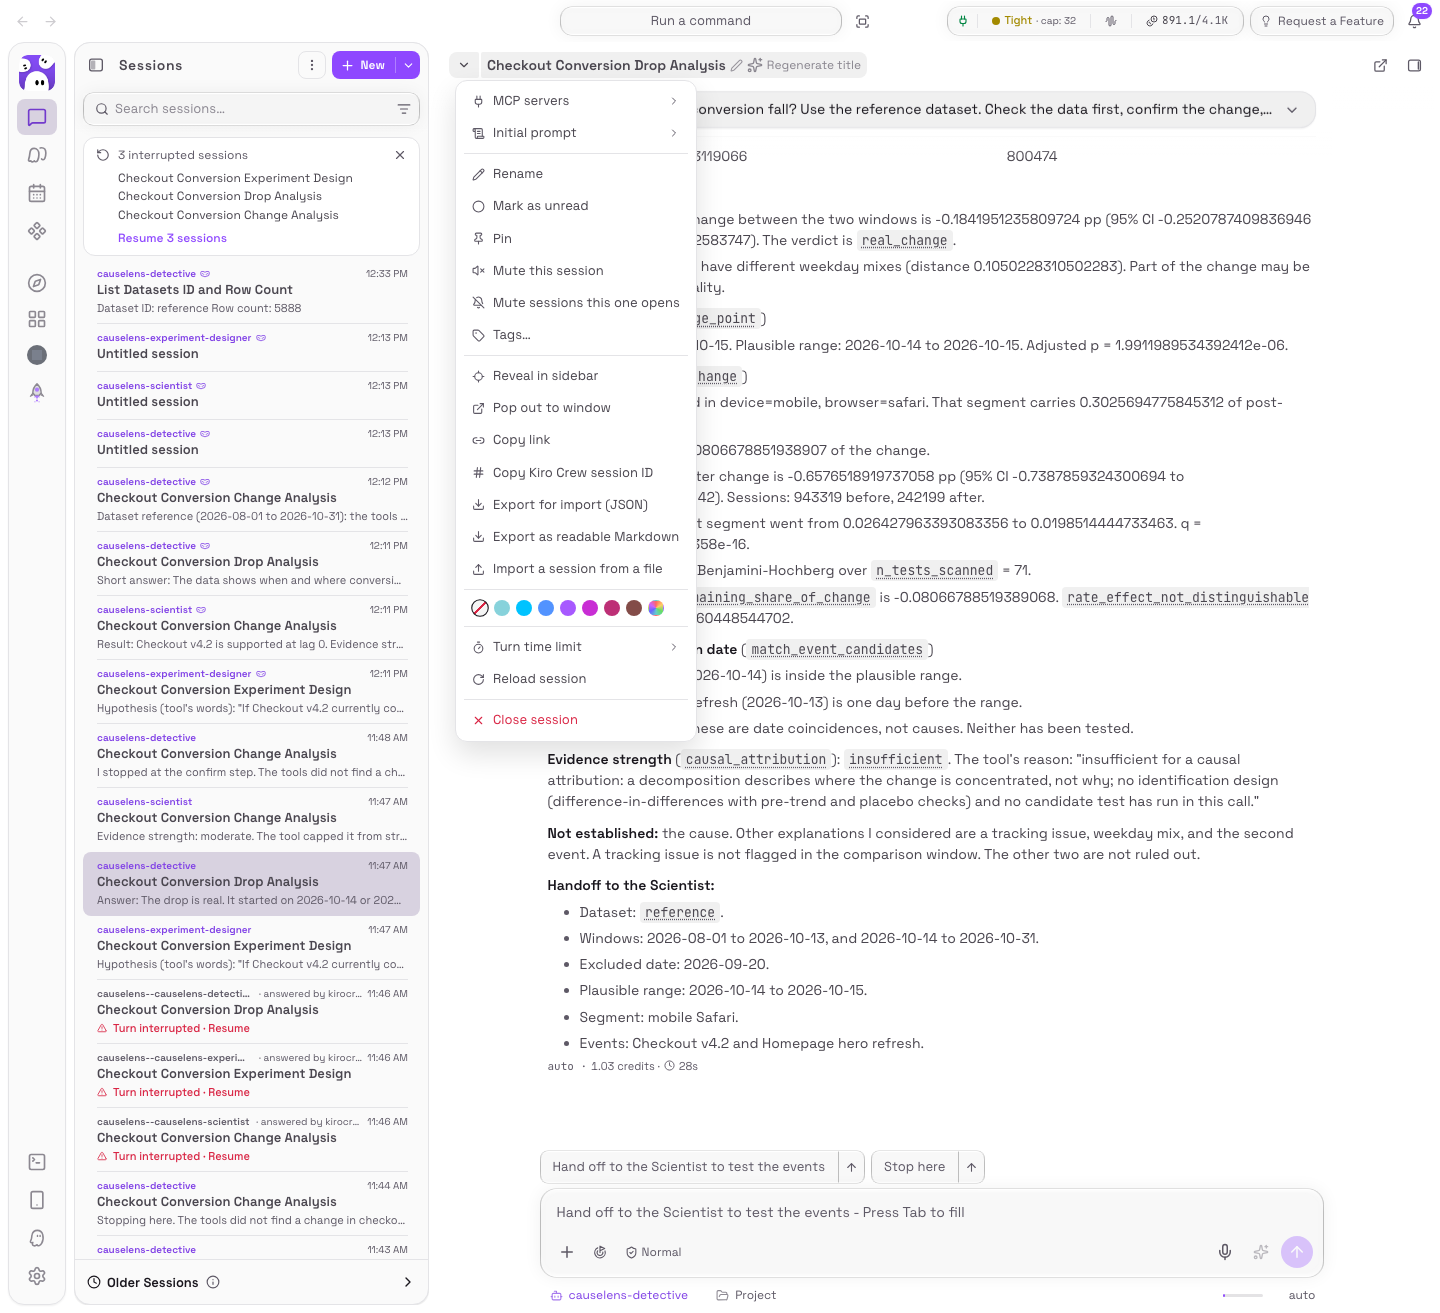 Run a command
Tight · cap: 32
891.1/4.1K
Request a Feature
22
Sessions
New
Search sessions...
3 interrupted sessions
Checkout Conversion Experiment Design
Checkout Conversion Drop Analysis
Checkout Conversion Change Analysis
Resume 3 sessions
causelens-detective
12:33 PM
List Datasets ID and Row Count
Dataset ID: reference Row count: 5888
causelens-experiment-designer
12:13 PM
Untitled session
causelens-scientist
12:13 PM
Untitled session
causelens-detective
12:13 PM
Untitled session
causelens-detective
12:12 PM
Checkout Conversion Change Analysis
Dataset reference (2026-08-01 to 2026-10-31): the tools ...
causelens-detective
12:11 PM
Checkout Conversion Drop Analysis
Short answer: The data shows when and where conversi...
causelens-scientist
12:11 PM
Checkout Conversion Change Analysis
Result: Checkout v4.2 is supported at lag 0. Evidence str...
causelens-experiment-designer
12:11 PM
Checkout Conversion Experiment Design
Hypothesis (tool's words): "If Checkout v4.2 currently co...
causelens-detective
11:48 AM
Checkout Conversion Change Analysis
I stopped at the confirm step. The tools did not find a ch...
causelens-scientist
11:47 AM
Checkout Conversion Change Analysis
Evidence strength: moderate. The tool capped it from str...
causelens-detective
11:47 AM
Checkout Conversion Drop Analysis
Answer: The drop is real. It started on 2026-10-14 or 202...
causelens-experiment-designer
11:47 AM
Checkout Conversion Experiment Design
Hypothesis (tool's words): "If Checkout v4.2 currently co...
causelens--causelens-detecti... · answered by kirocr... 11:46 AM
Checkout Conversion Drop Analysis
Turn interrupted · Resume
causelens--causelens-experi... · answered by kirocr... 11:46 AM
Checkout Conversion Experiment Design
Turn interrupted · Resume
causelens--causelens-scientist · answered by kirocr... 11:46 AM
Checkout Conversion Change Analysis
Turn interrupted · Resume
causelens-detective
11:44 AM
Checkout Conversion Change Analysis
Stopping here. The tools did not find a change in checko...
causelens-detective
11:43 AM
Older Sessions
Checkout Conversion Drop Analysis
Regenerate title
MCP servers
Initial prompt
Rename
Mark as unread
Pin
Mute this session
Mute sessions this one opens
Tags...
Reveal in sidebar
Pop out to window
Copy link
Copy Kiro Crew session ID
Export for import (JSON)
Export as readable Markdown
Import a session from a file
Turn time limit
Reload session
Close session
conversion fall? Use the reference dataset. Check the data first, confirm the change,...
3119066
800474
hange between the two windows is -0.1841951235809724 pp (95% CI -0.2520787409836946
2583747). The verdict is real_change.
have different weekday mixes (distance 0.1050228310502283). Part of the change may be
ality.
ge_point)
10-15. Plausible range: 2026-10-14 to 2026-10-15. Adjusted p = 1.9911989534392412e-06.
hange)
d in device=mobile, browser=safari. That segment carries 0.3025694775845312 of post-
0806678851938907 of the change.
ter change is -0.6576518919737058 pp (95% CI -0.7387859324300694 to
42). Sessions: 943319 before, 242199 after.
t segment went from 0.026427963393083356 to 0.0198514444733463. q =
358e-16.
Benjamini-Hochberg over n_tests_scanned = 71.
maining_share_of_change is -0.08066788519389068. rate_effect_not_distinguishable
60448544702.
n date (match_event_candidates)
026-10-14) is inside the plausible range.
efresh (2026-10-13) is one day before the range.
hese are date coincidences, not causes. Neither has been tested.
Evidence strength (causal_attribution): insufficient. The tool's reason: "insufficient for a causal
attribution: a decomposition describes where the change is concentrated, not why; no identification design
(difference-in-differences with pre-trend and placebo checks) and no candidate test has run in this call."
Not established: the cause. Other explanations I considered are a tracking issue, weekday mix, and the second
event. A tracking issue is not flagged in the comparison window. The other two are not ruled out.
Handoff to the Scientist:
• Dataset: reference.
• Windows: 2026-08-01 to 2026-10-13, and 2026-10-14 to 2026-10-31.
• Excluded date: 2026-09-20.
• Plausible range: 2026-10-14 to 2026-10-15.
• Segment: mobile Safari.
• Events: Checkout v4.2 and Homepage hero refresh.
auto · 1.03 credits · 28s
Hand off to the Scientist to test the events
Stop here
Hand off to the Scientist to test the events - Press Tab to fill
Normal
causelens-detective
Project
auto